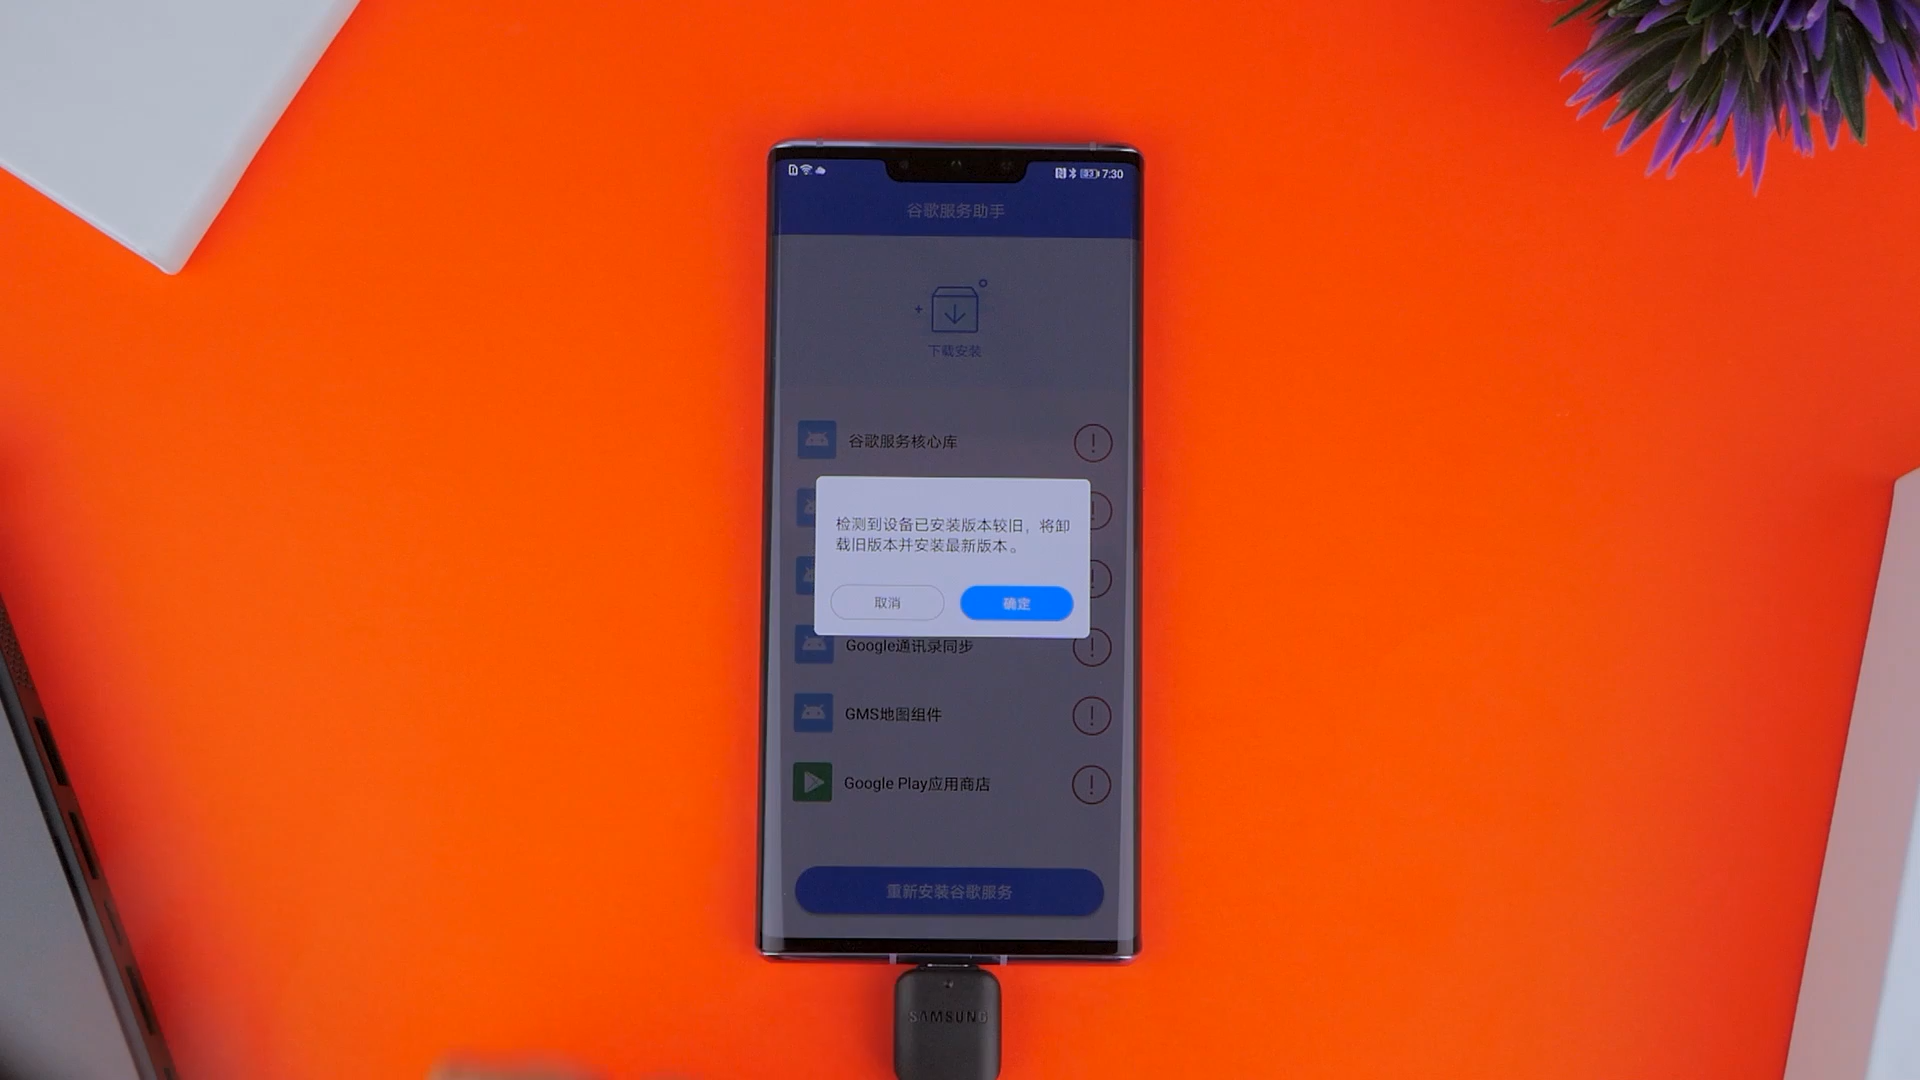 7:30
谷歌服务助手
下载安装
谷歌服务核心库
检测到设备已安装版本较旧，将卸
载旧版本并安装最新版本。
取消
确定
Google通讯录同步
GMS地图组件
Google Play应用商店
重新安装谷歌服务
SAMSUNG